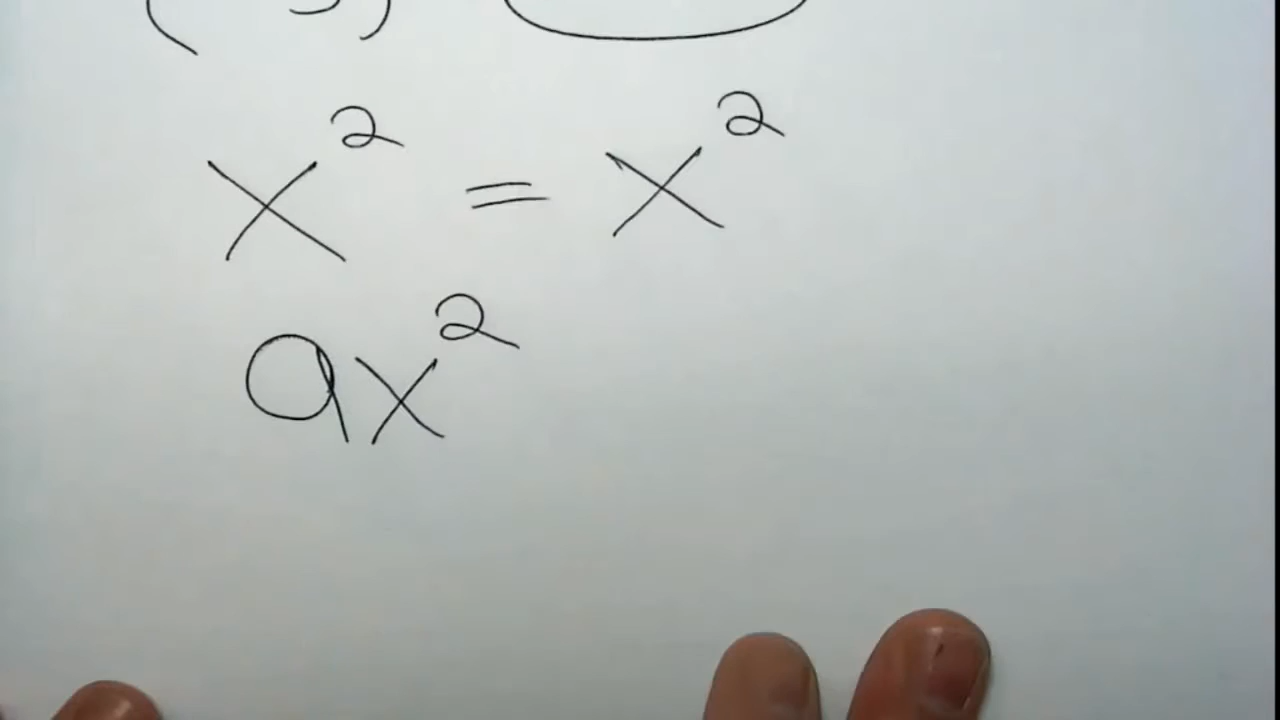 x² = x²
9x²